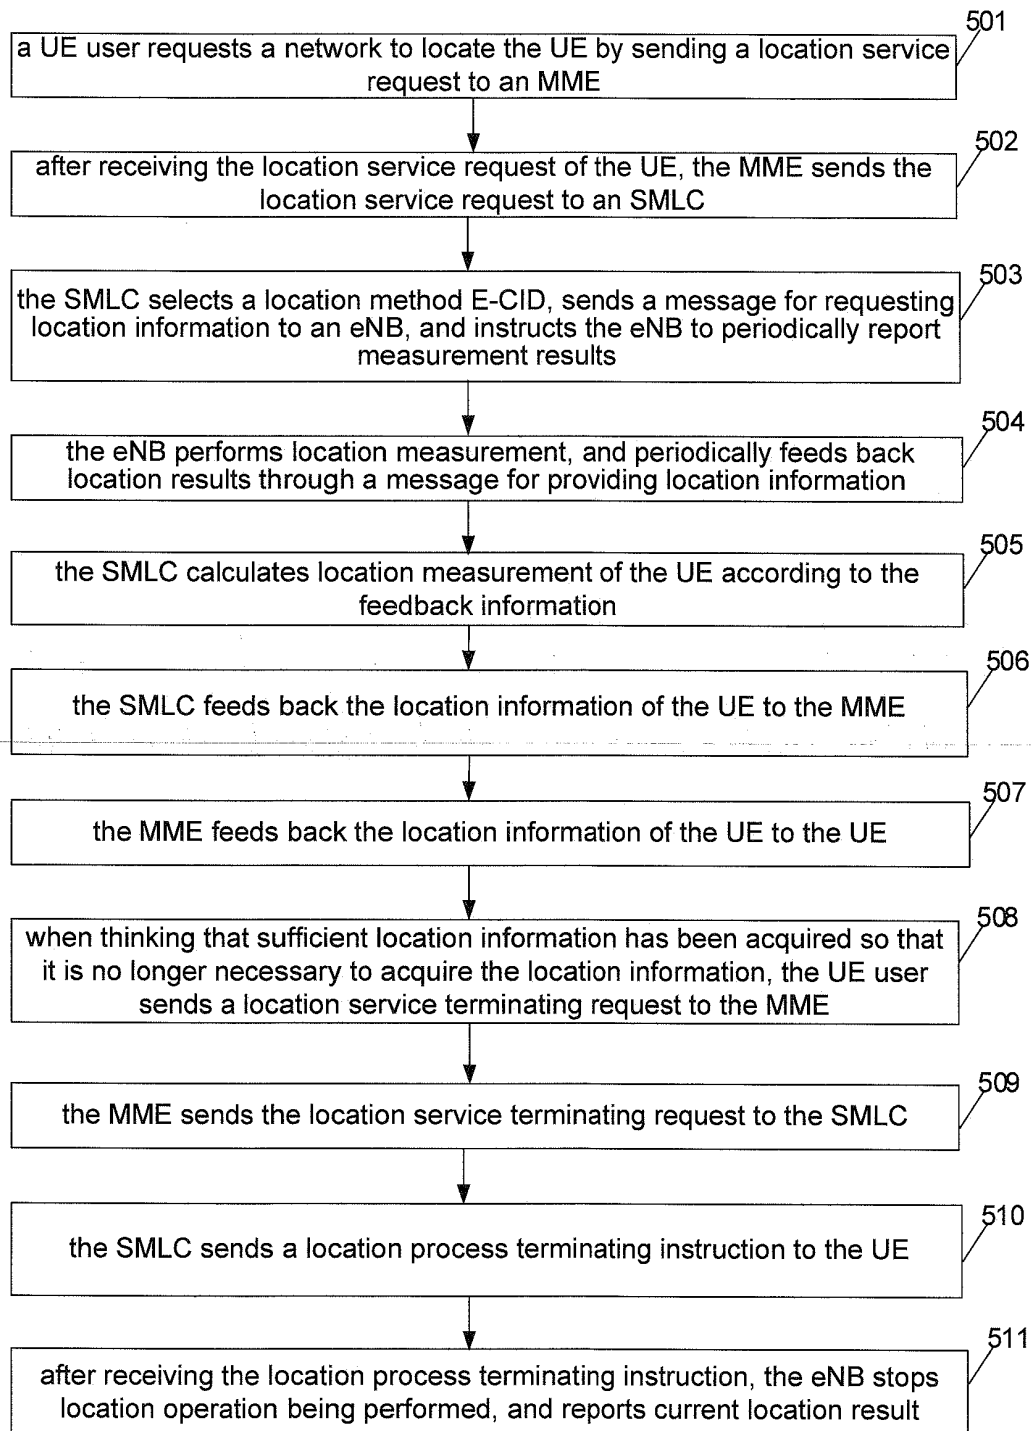 501
a UE user requests a network to locate the UE by sending a location service
request to an MME
502
after receiving the location service request of the UE, the MME sends the
location service request to an SMLC
503
the SMLC selects a location method E-CID, sends a message for requesting
location information to an eNB, and instructs the eNB to periodically report
measurement results
504
the eNB performs location measurement, and periodically feeds back
location results through a message for providing location information
505
the SMLC calculates location measurement of the UE according to the
feedback information
506
the SMLC feeds back the location information of the UE to the MME
507
the MME feeds back the location information of the UE to the UE
508
when thinking that sufficient location information has been acquired so that
it is no longer necessary to acquire the location information, the UE user
sends a location service terminating request to the MME
509
the MME sends the location service terminating request to the SMLC
510
the SMLC sends a location process terminating instruction to the UE
511
after receiving the location process terminating instruction, the eNB stops
location operation being performed, and reports current location result